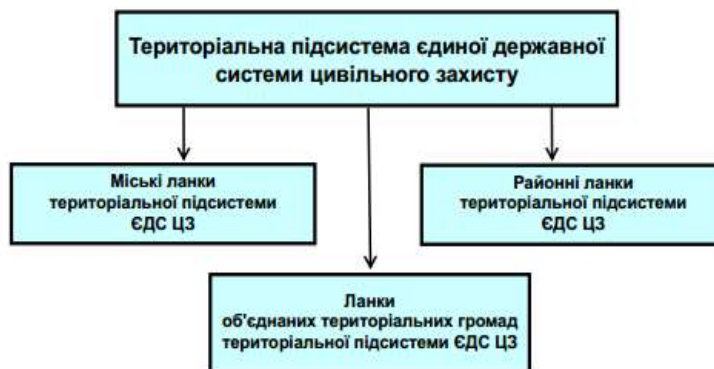 Територіальна підсистема єдиної державної
системи цивільного захисту
Міські ланки
територіальної підсистеми
ЄДС ЦЗ
Районні ланки
територіальної підсистеми
ЄДС ЦЗ
Ланки
об'єднаних територіальних громад
територіальної підсистеми ЄДС ЦЗ